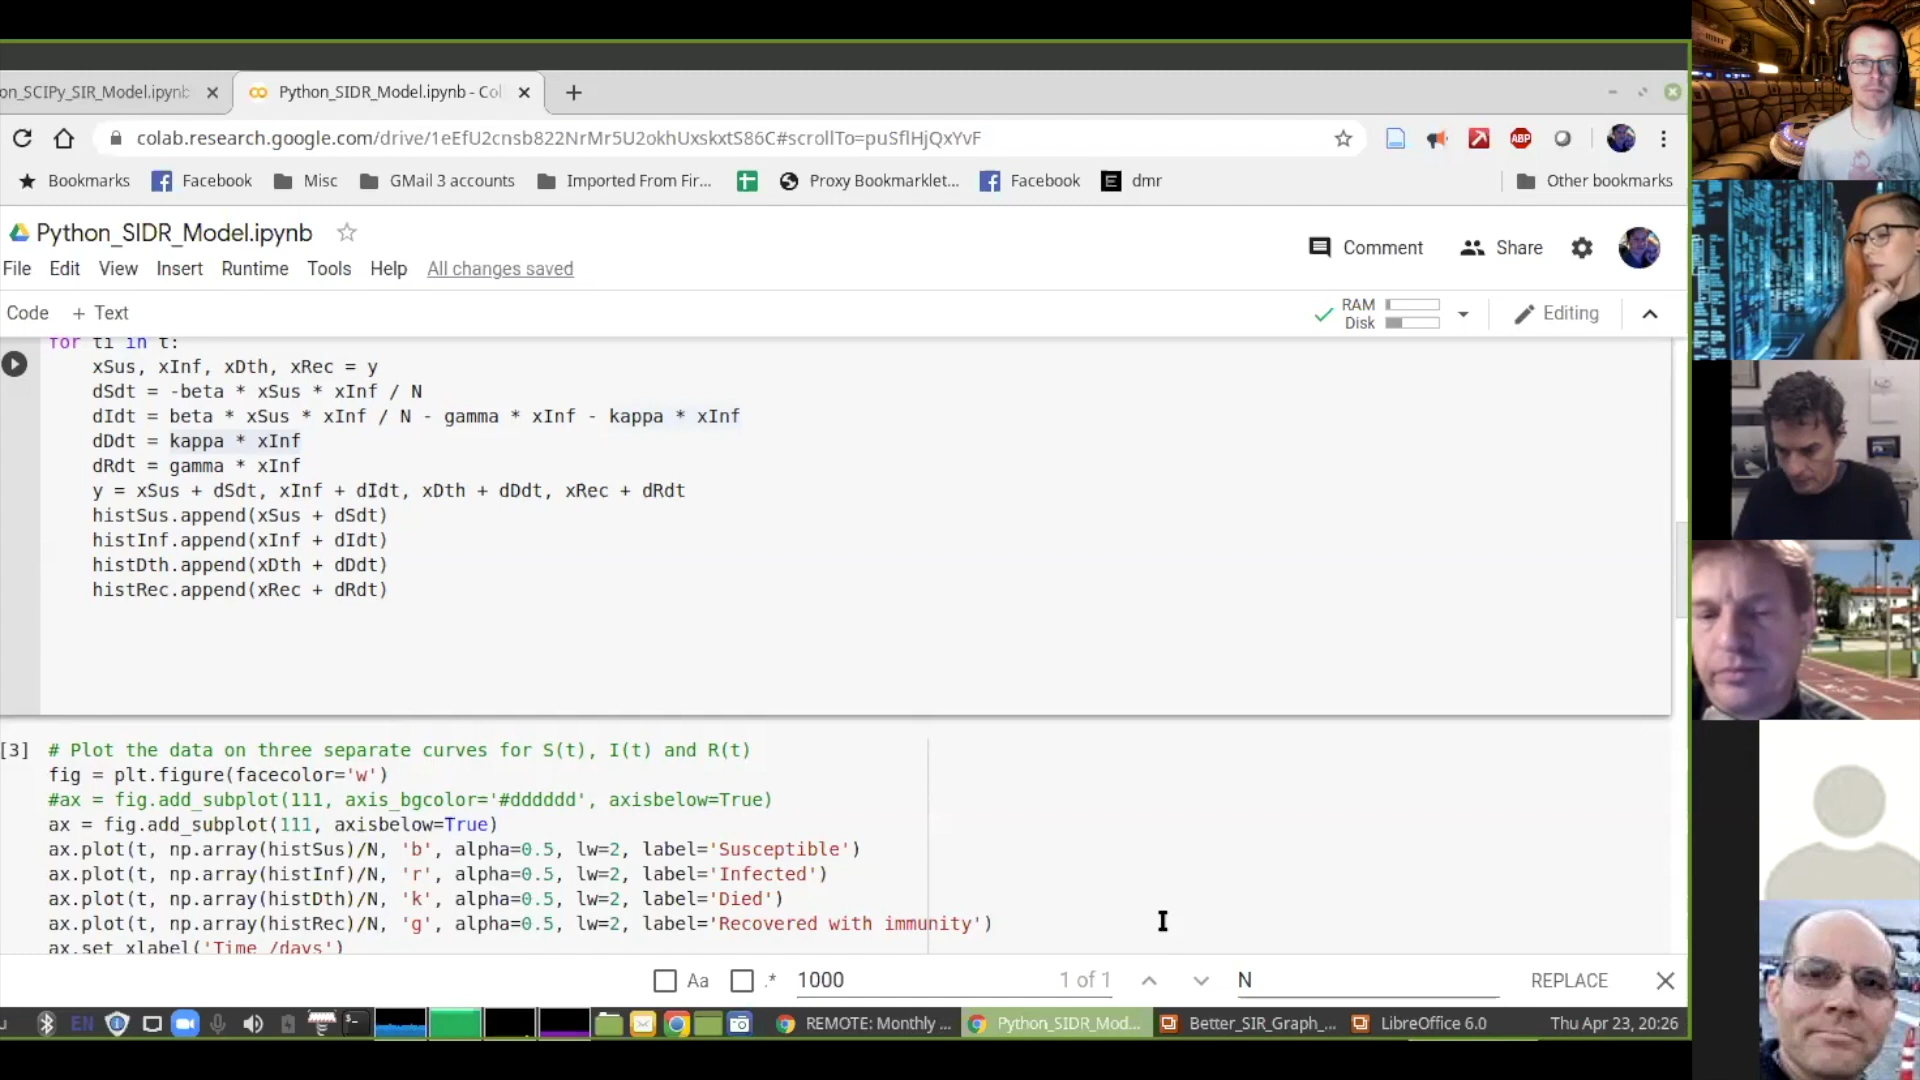 on_SCIPy_SIR_Model.ipynb
Python_SIDR_Model.ipynb - Col
colab.research.google.com/drive/1eEfU2cnsb822NrMr5U2okhUxskxtS86C#scrollTo=puSflHjQxYvF
ABP
Bookmarks Facebook Misc GMail 3 accounts Imported From Fir... Proxy Bookmarklet... Facebook E dmr Other bookmarks
Python_SIDR_Model.ipynb
Comment Share
File Edit View Insert Runtime Tools Help All changes saved
Code + Text
RAM
Disk
Editing
for ti in t:
xSus, xInf, xDth, xRec = y
dSdt = -beta * xSus * xInf / N
dIdt = beta * xSus * xInf / N - gamma * xInf - kappa * xInf
dDdt = kappa * xInf
dRdt = gamma * xInf
y = xSus + dSdt, xInf + dIdt, xDth + dDdt, xRec + dRdt
histSus.append(xSus + dSdt)
histInf.append(xInf + dIdt)
histDth.append(xDth + dDdt)
histRec.append(xRec + dRdt)
[3] # Plot the data on three separate curves for S(t), I(t) and R(t)
fig = plt.figure(facecolor='w')
#ax = fig.add_subplot(111, axis_bgcolor='#dddddd', axisbelow=True)
ax = fig.add_subplot(111, axisbelow=True)
ax.plot(t, np.array(histSus)/N, 'b', alpha=0.5, lw=2, label='Susceptible')
ax.plot(t, np.array(histInf)/N, 'r', alpha=0.5, lw=2, label='Infected')
ax.plot(t, np.array(histDth)/N, 'k', alpha=0.5, lw=2, label='Died')
ax.plot(t, np.array(histRec)/N, 'g', alpha=0.5, lw=2, label='Recovered with immunity')
ax.set_xlabel('Time /days')
Aa .* 1000 1 of 1 N REPLACE
EN REMOTE: Monthly ... Python_SIDR_Mod... Better_SIR_Graph_... LibreOffice 6.0 Thu Apr 23, 20:26